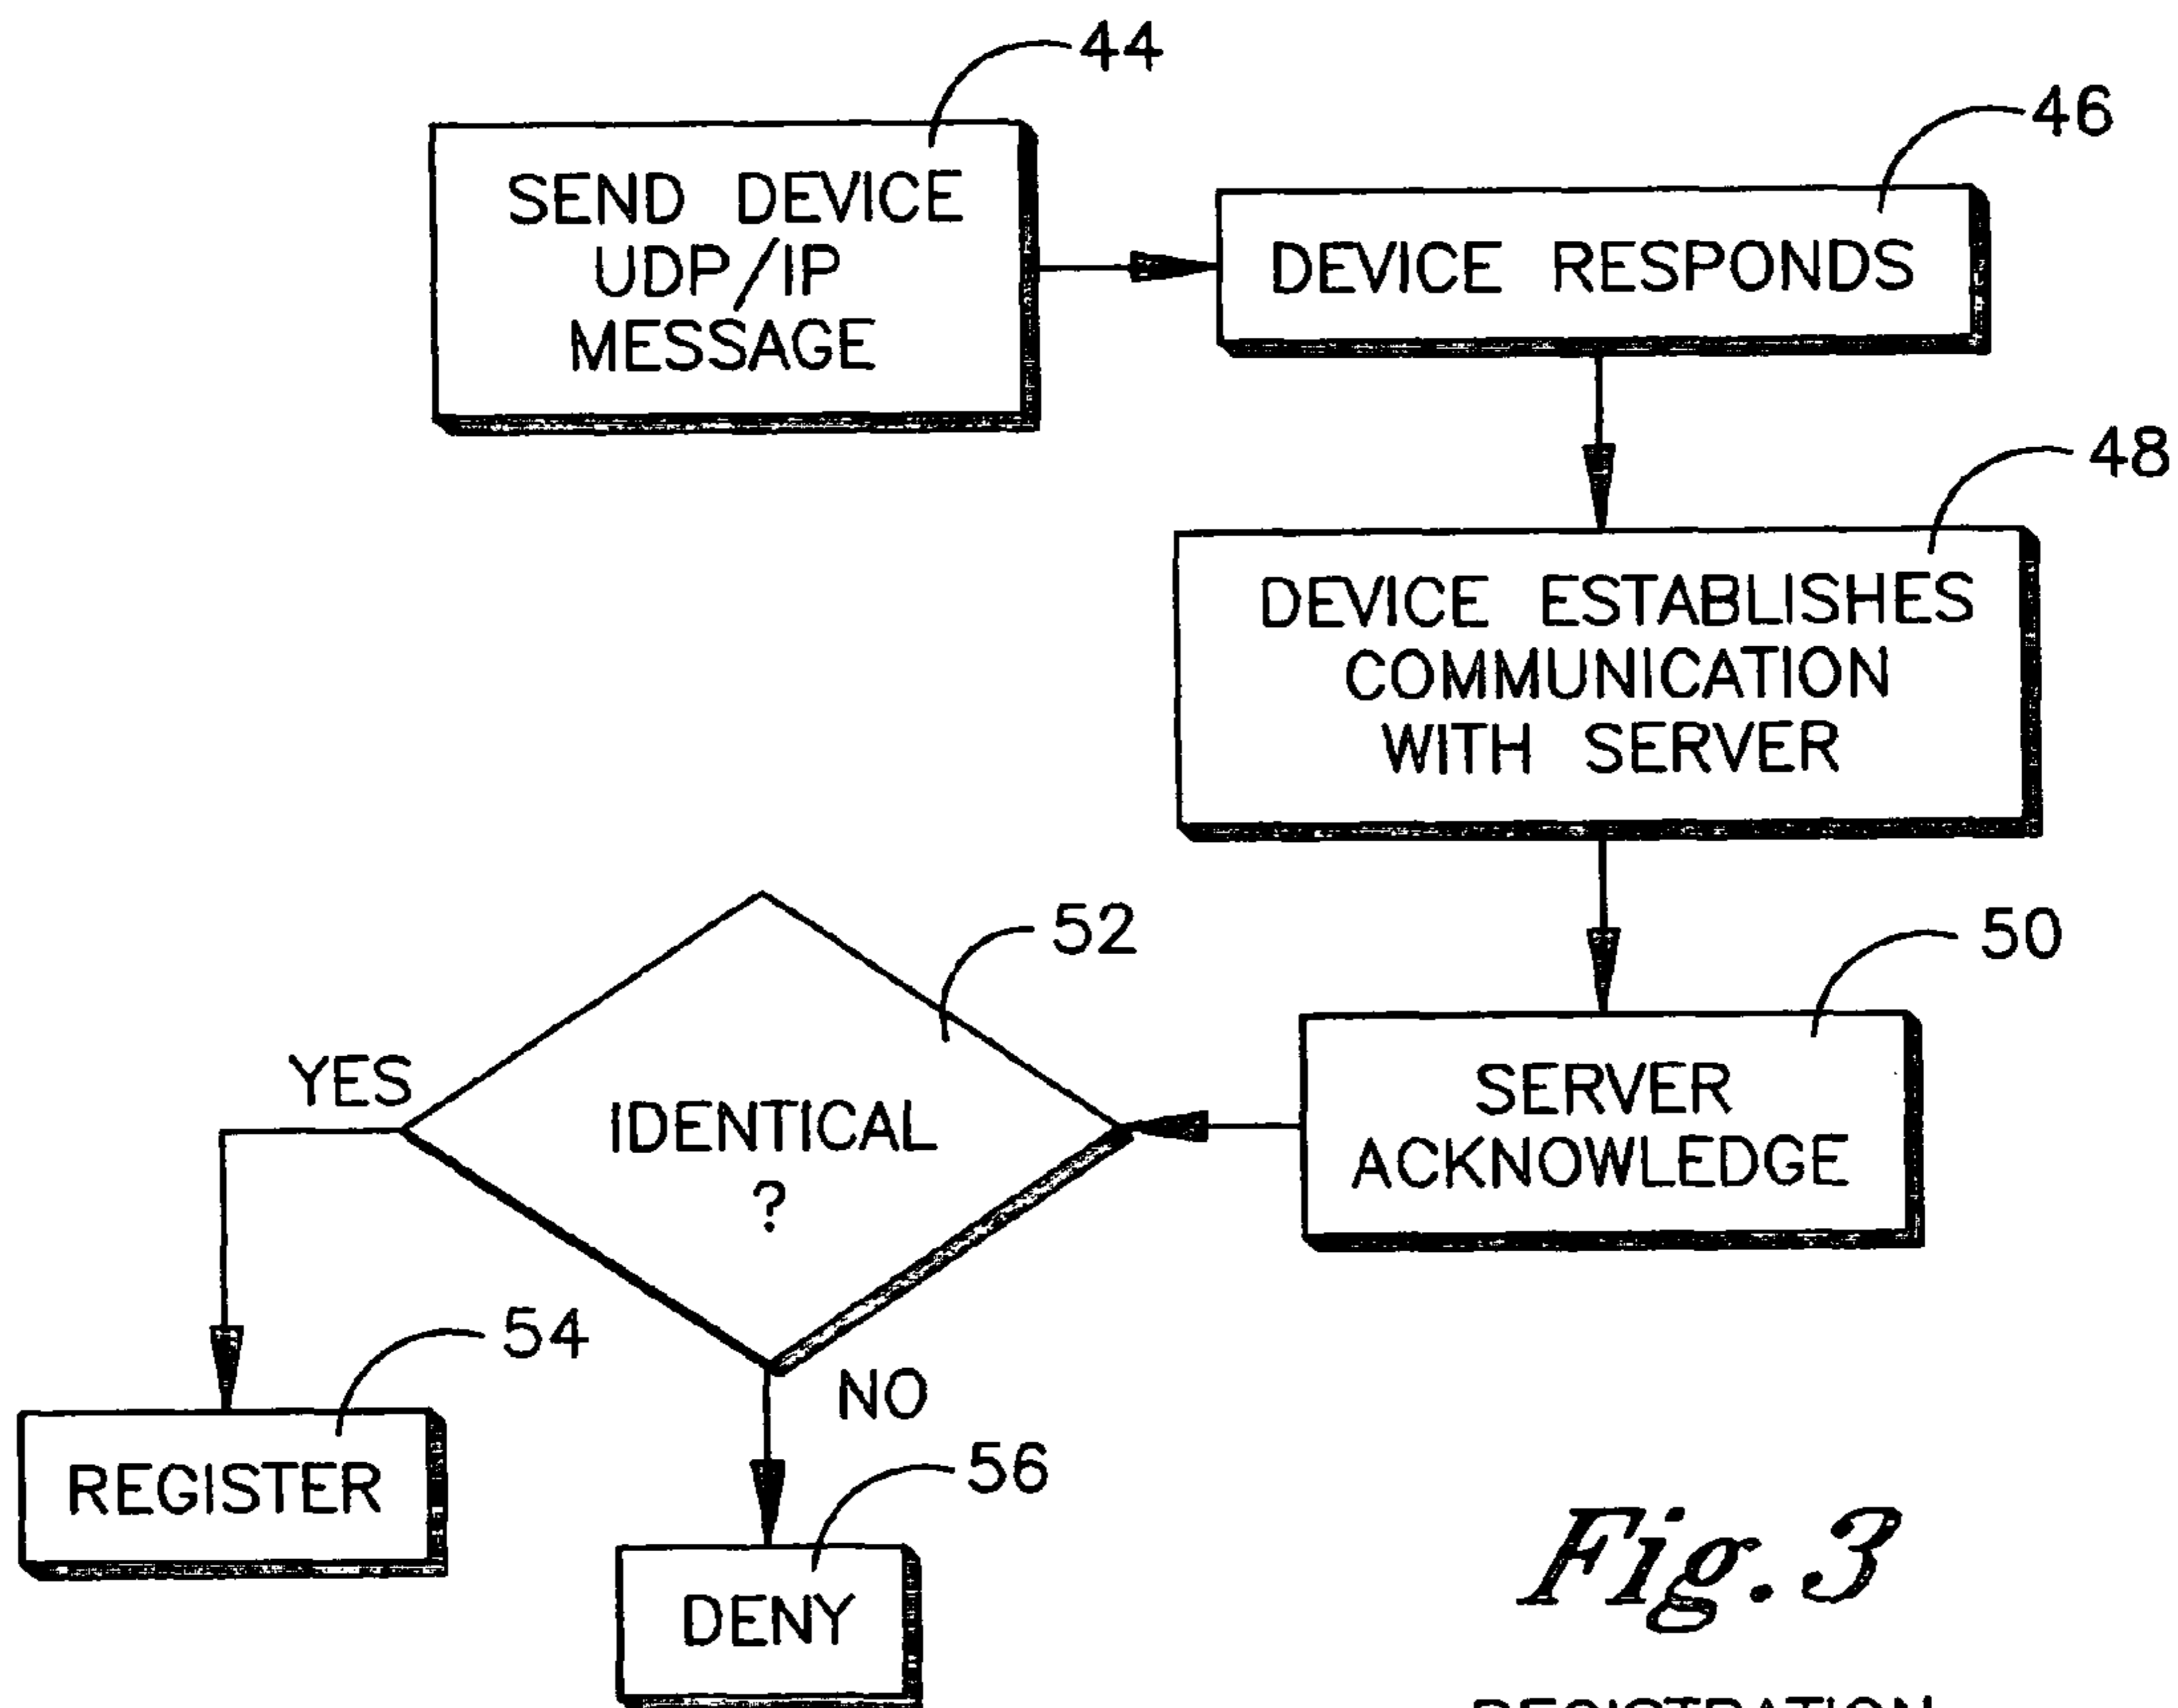 44
SEND DEVICE
UDP/IP
MESSAGE
46
DEVICE RESPONDS
48
DEVICE ESTABLISHES
COMMUNICATION
WITH SERVER
50
SERVER
ACKNOWLEDGE
52
IDENTICAL
?
YES
NO
54
REGISTER
56
DENY
Fig. 3
REGISTRATION